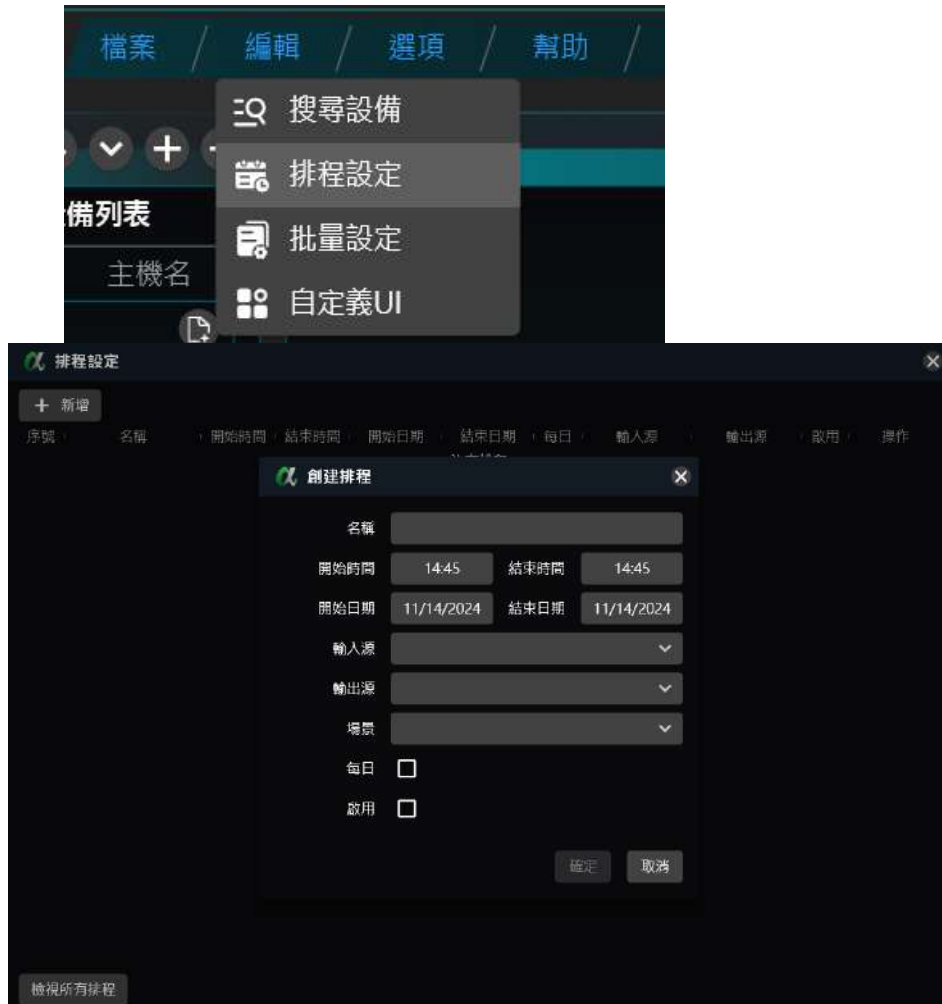 檔案 / 編輯 / 選項 / 幫助 /
搜尋設備
排程設定
備列表
批量設定
主機名
自定義UI
排程設定
新增
序號 名稱 開始時間 結束時間 開始日期 結束日期 每日 輸入源 輸出源 啟用 操作
創建排程
名稱
開始時間 14:45 結束時間 14:45
開始日期 11/14/2024 結束日期 11/14/2024
輸入源
輸出源
場景
每日
啟用
確定 取消
檢視所有排程